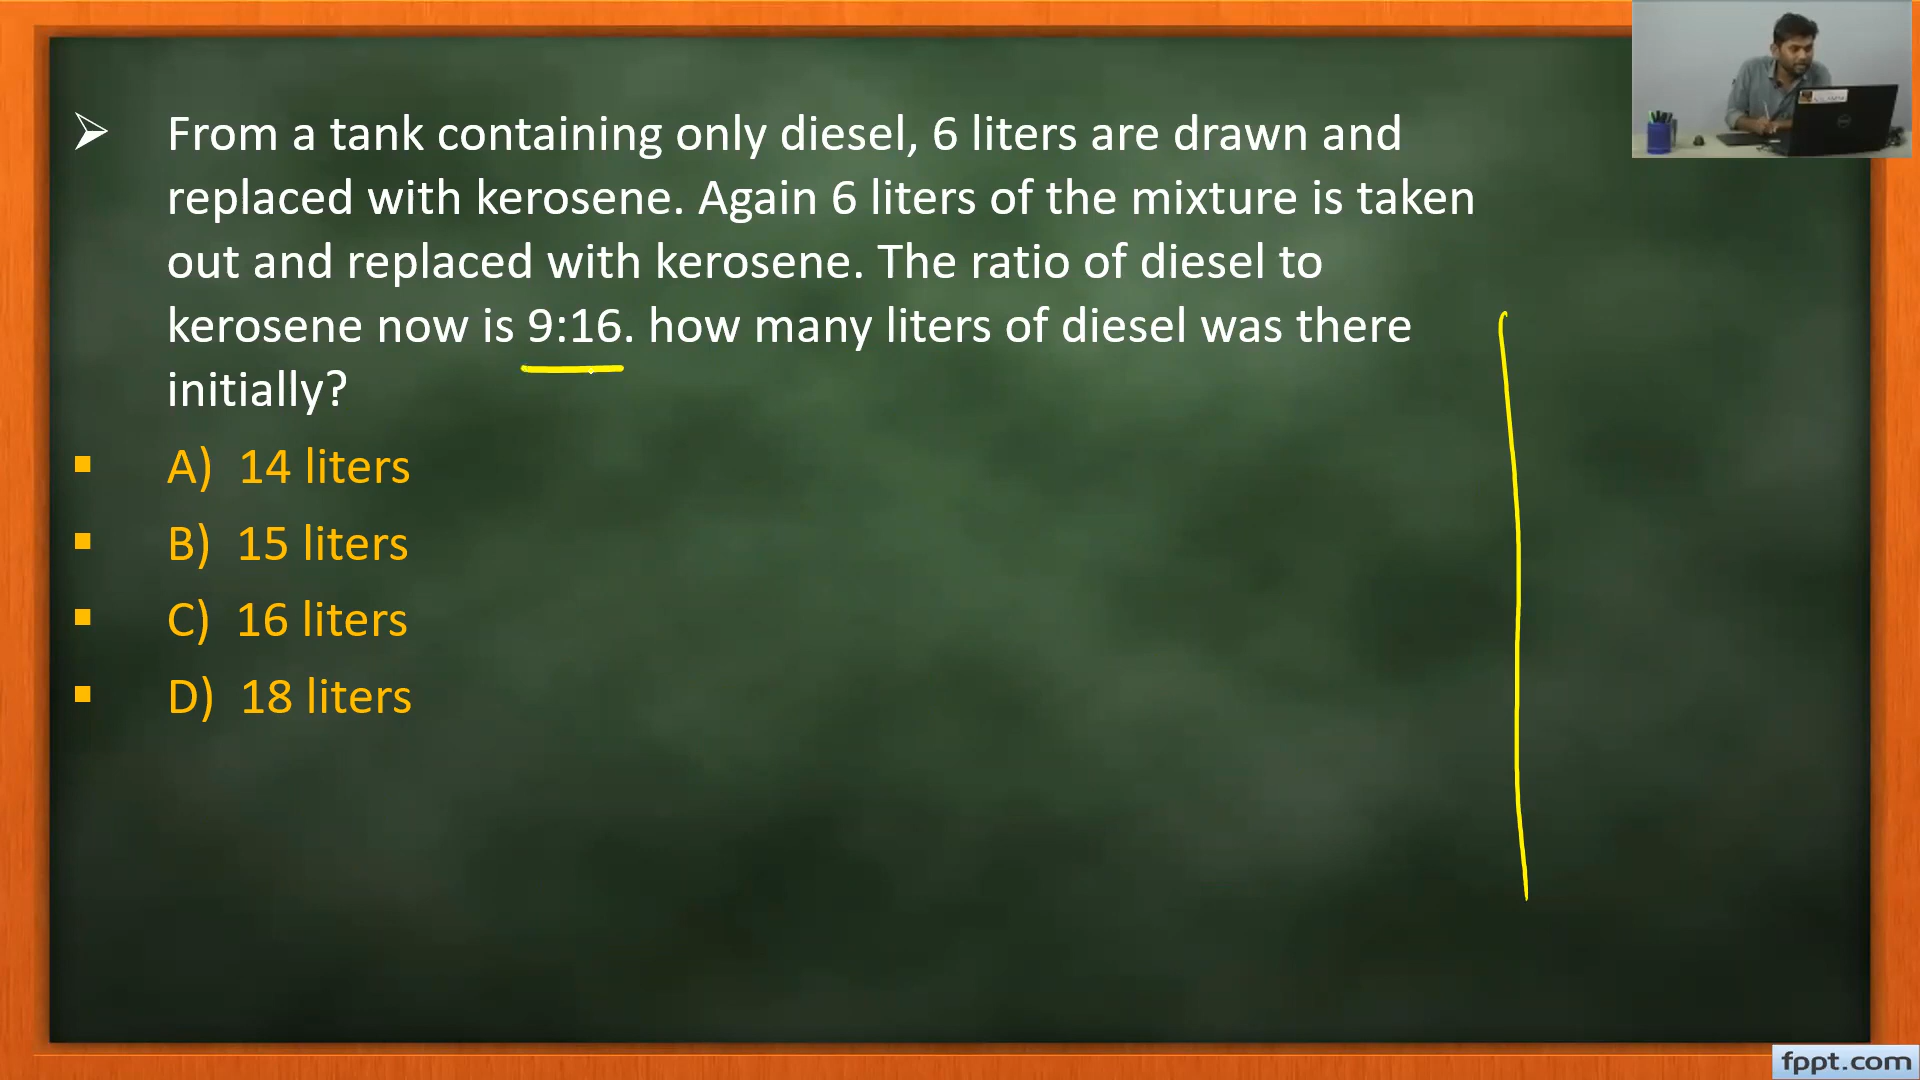 From a tank containing only diesel, 6 liters are drawn and
replaced with kerosene. Again 6 liters of the mixture is taken
out and replaced with kerosene. The ratio of diesel to
kerosene now is 9:16. how many liters of diesel was there
initially?
A) 14 liters
B) 15 liters
C) 16 liters
D) 18 liters
fppt.com